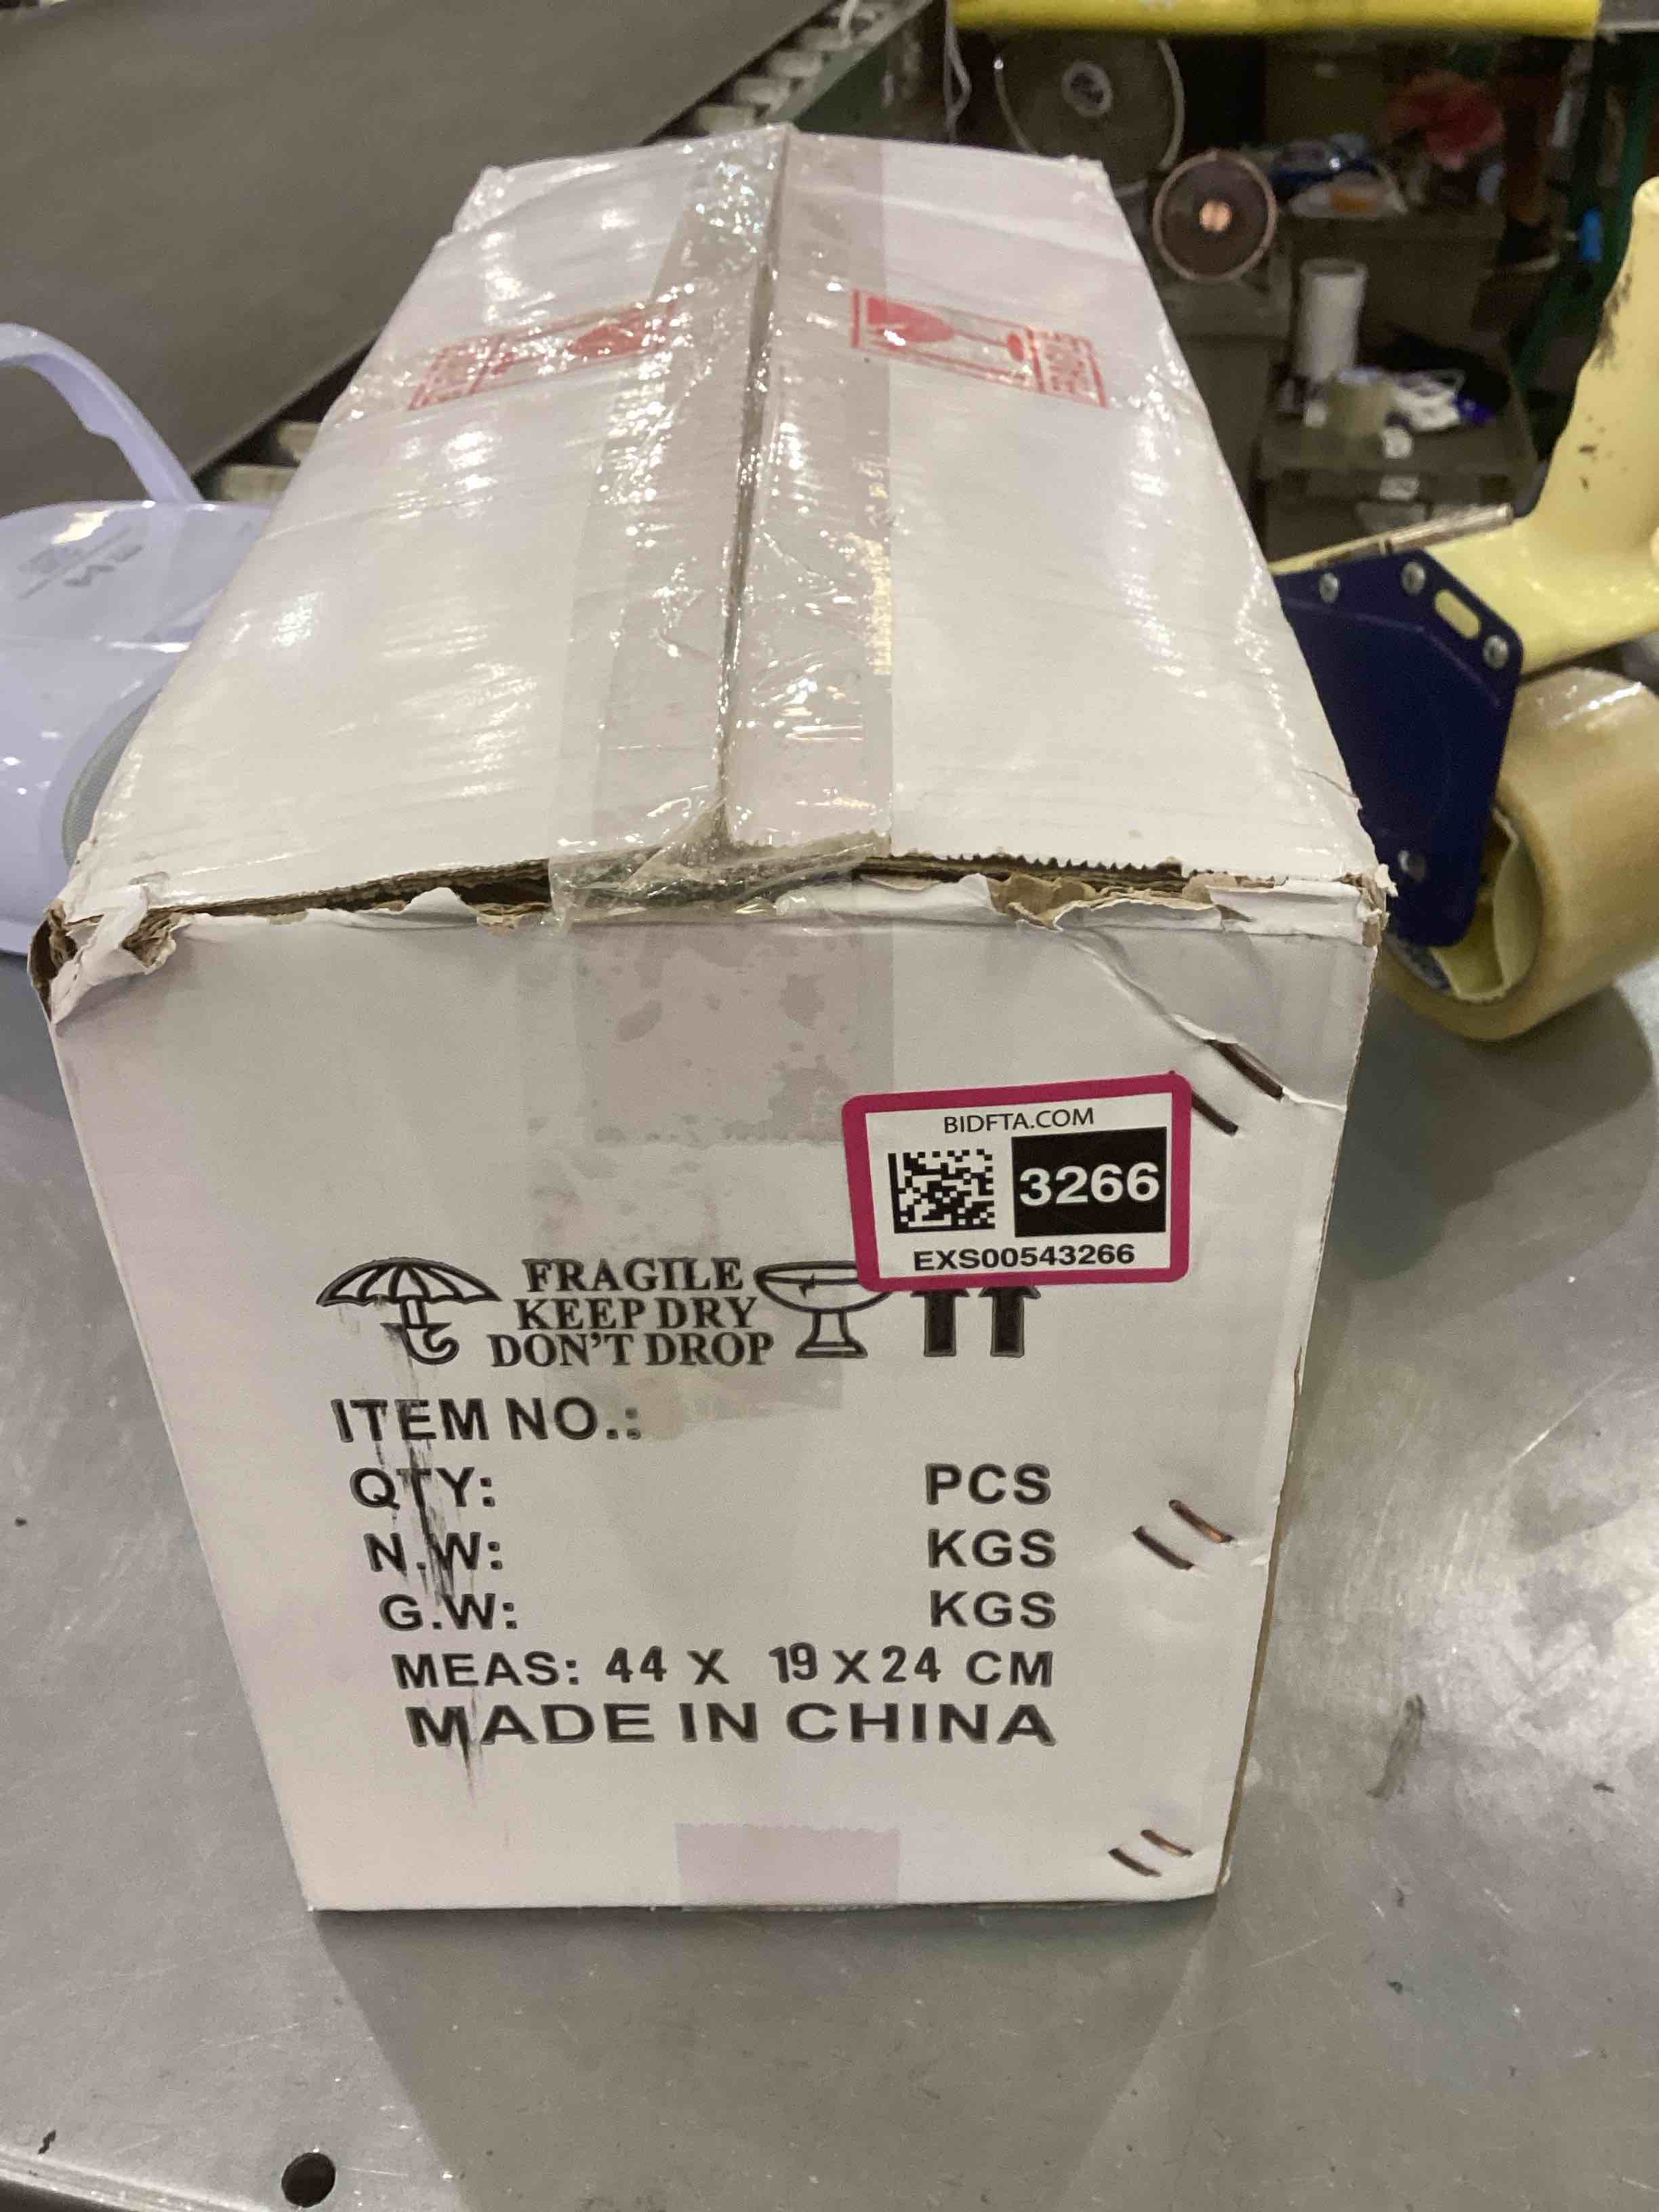 BIDFTA.COM
3266
EXS00543266
FRAGILE
KEEP DRY
DON'T DROP
ITEM NO.:
QTY: PCS
N.W: KGS
G.W: KGS
MEAS: 44 X 19 X 24 CM
MADE IN CHINA